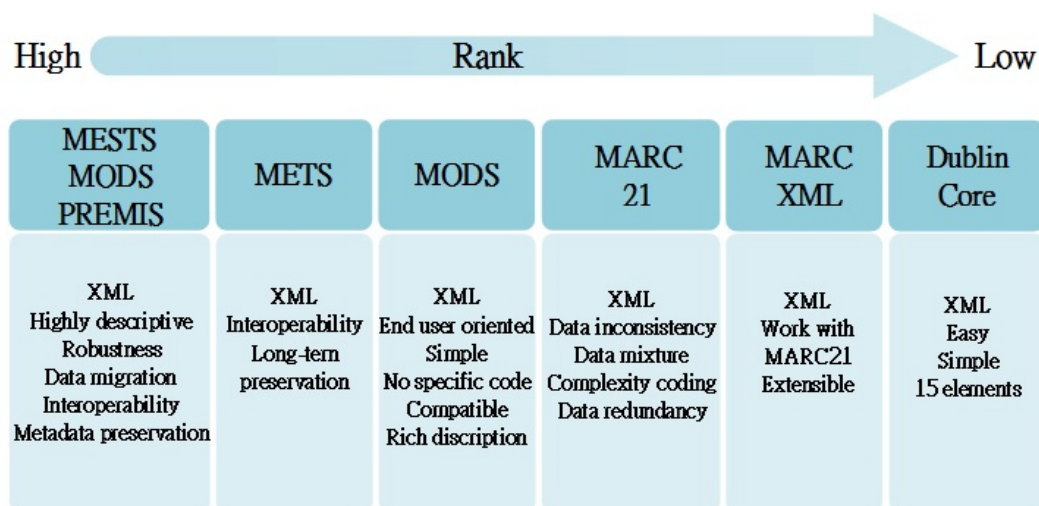 High Rank Low
MESTS
MODS
PREMIS
METS
MODS
MARC
21
MARC
XML
Dublin
Core
XML
Highly descriptive
Robustness
Data migration
Interoperability
Metadata preservation
XML
Interoperability
Long-tern
preservation
XML
End user oriented
Simple
No specific code
Compatible
Rich discription
XML
Data inconsistency
Data mixture
Complexity coding
Data redundancy
XML
Work with
MARC21
Extensible
XML
Easy
Simple
15 elements